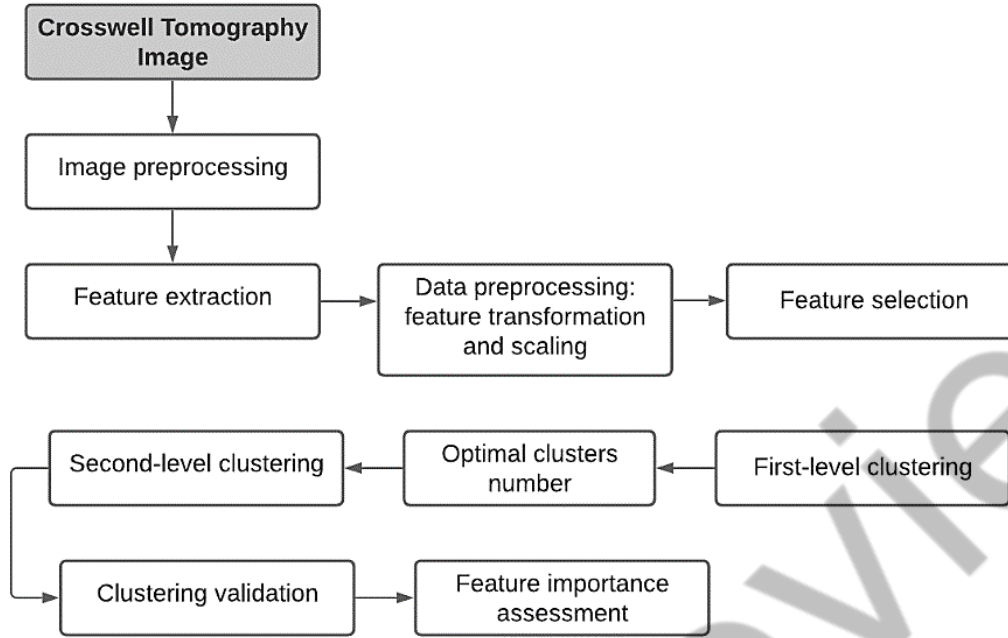 Crosswell Tomography
Image
Image preprocessing
Feature extraction
Data preprocessing:
feature transformation
and scaling
Feature selection
First-level clustering
Optimal clusters
number
Second-level clustering
Clustering validation
Feature importance
assessment
vie